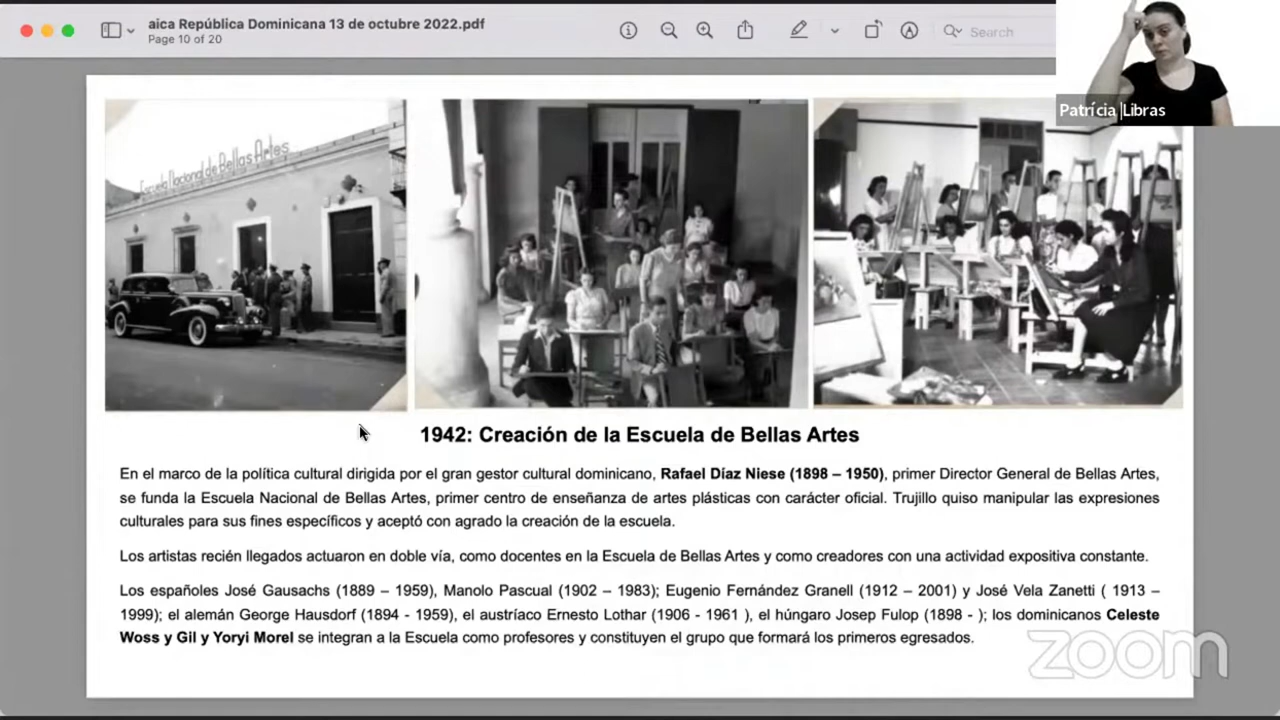 aica República Dominicana 13 de octubre 2022.pdf
Page 10 of 20
Search
Patrícia |Libras
Escuela Nacional de Bellas Artes
1942: Creación de la Escuela de Bellas Artes
En el marco de la política cultural dirigida por el gran gestor cultural dominicano, Rafael Díaz Niese (1898 – 1950), primer Director General de Bellas Artes,
se funda la Escuela Nacional de Bellas Artes, primer centro de enseñanza de artes plásticas con carácter oficial. Trujillo quiso manipular las expresiones
culturales para sus fines específicos y aceptó con agrado la creación de la escuela.
Los artistas recién llegados actuaron en doble vía, como docentes en la Escuela de Bellas Artes y como creadores con una actividad expositiva constante.
Los españoles José Gausachs (1889 – 1959), Manolo Pascual (1902 – 1983); Eugenio Fernández Granell (1912 – 2001) y José Vela Zanetti ( 1913 –
1999); el alemán George Hausdorf (1894 - 1959), el austríaco Ernesto Lothar (1906 - 1961 ), el húngaro Josep Fulop (1898 - ); los dominicanos Celeste
Woss y Gil y Yoryi Morel se integran a la Escuela como profesores y constituyen el grupo que formará los primeros egresados.
zoom